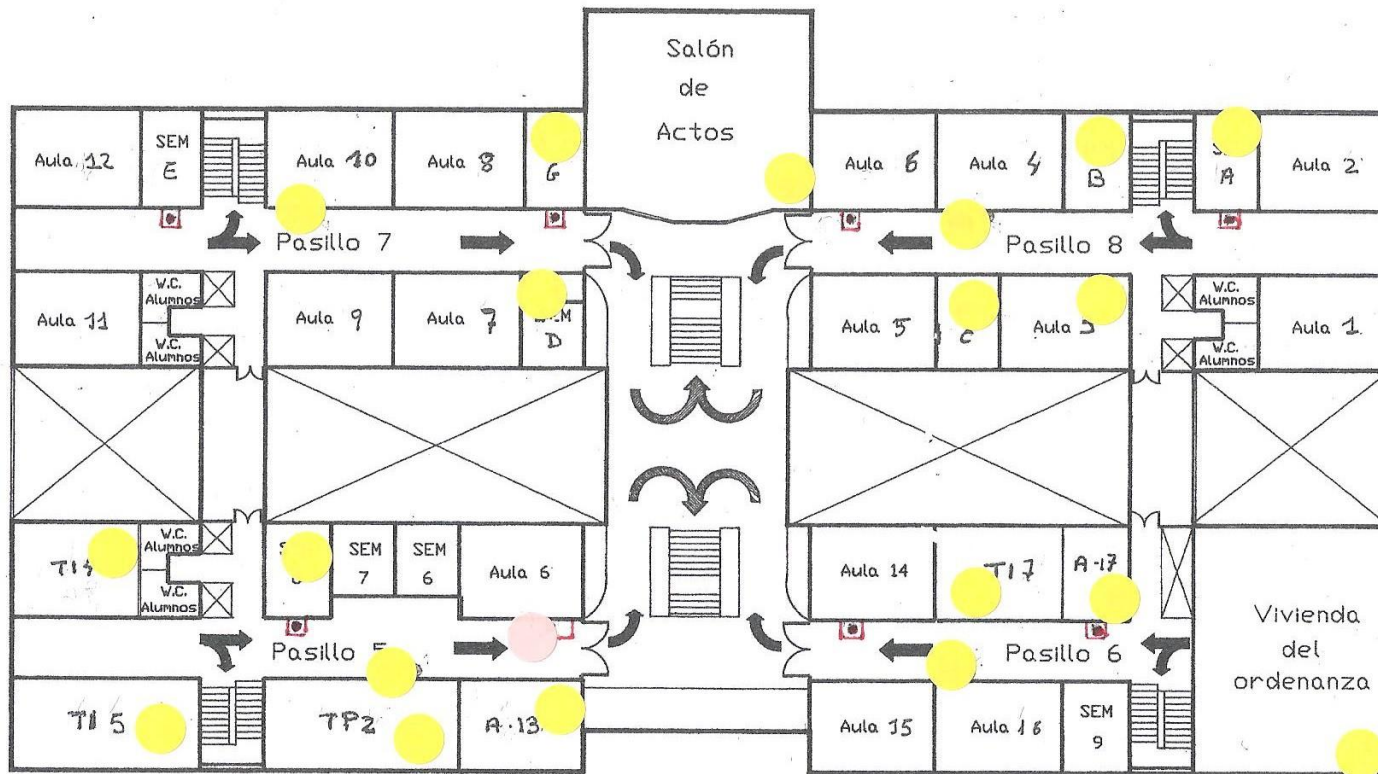 Salón
de
Actos
Aula 12
SEM
E
Aula 10
Aula 8
G
Aula 6
Aula 4
B
A
Aula 2
Pasillo 7
Pasillo 8
Aula 11
W.C.
Alumnos
W.C.
Alumnos
Aula 9
Aula 7
D
Aula 5
C
Aula
W.C.
Alumnos
W.C.
Alumnos
Aula 1
W.C.
Alumnos
W.C.
Alumnos
SEM
7
SEM
6
Aula 6
Aula 14
TI 7
A-17
Vivienda
del
ordenanza
Pasillo
Pasillo 6
TI 5
TP2
A-13
Aula 15
Aula 16
SEM
9